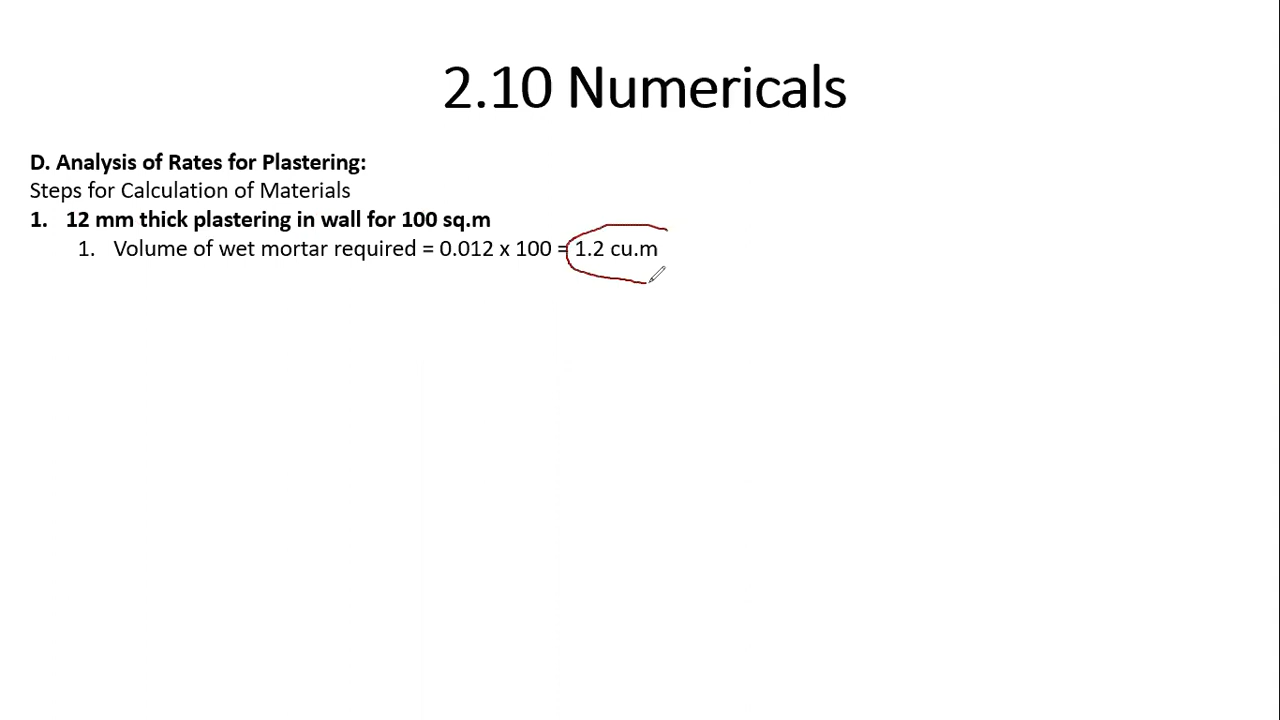 2.10 Numericals
D. Analysis of Rates for Plastering:
Steps for Calculation of Materials
1. 12 mm thick plastering in wall for 100 sq.m
1. Volume of wet mortar required = 0.012 x 100 = 1.2 cu.m